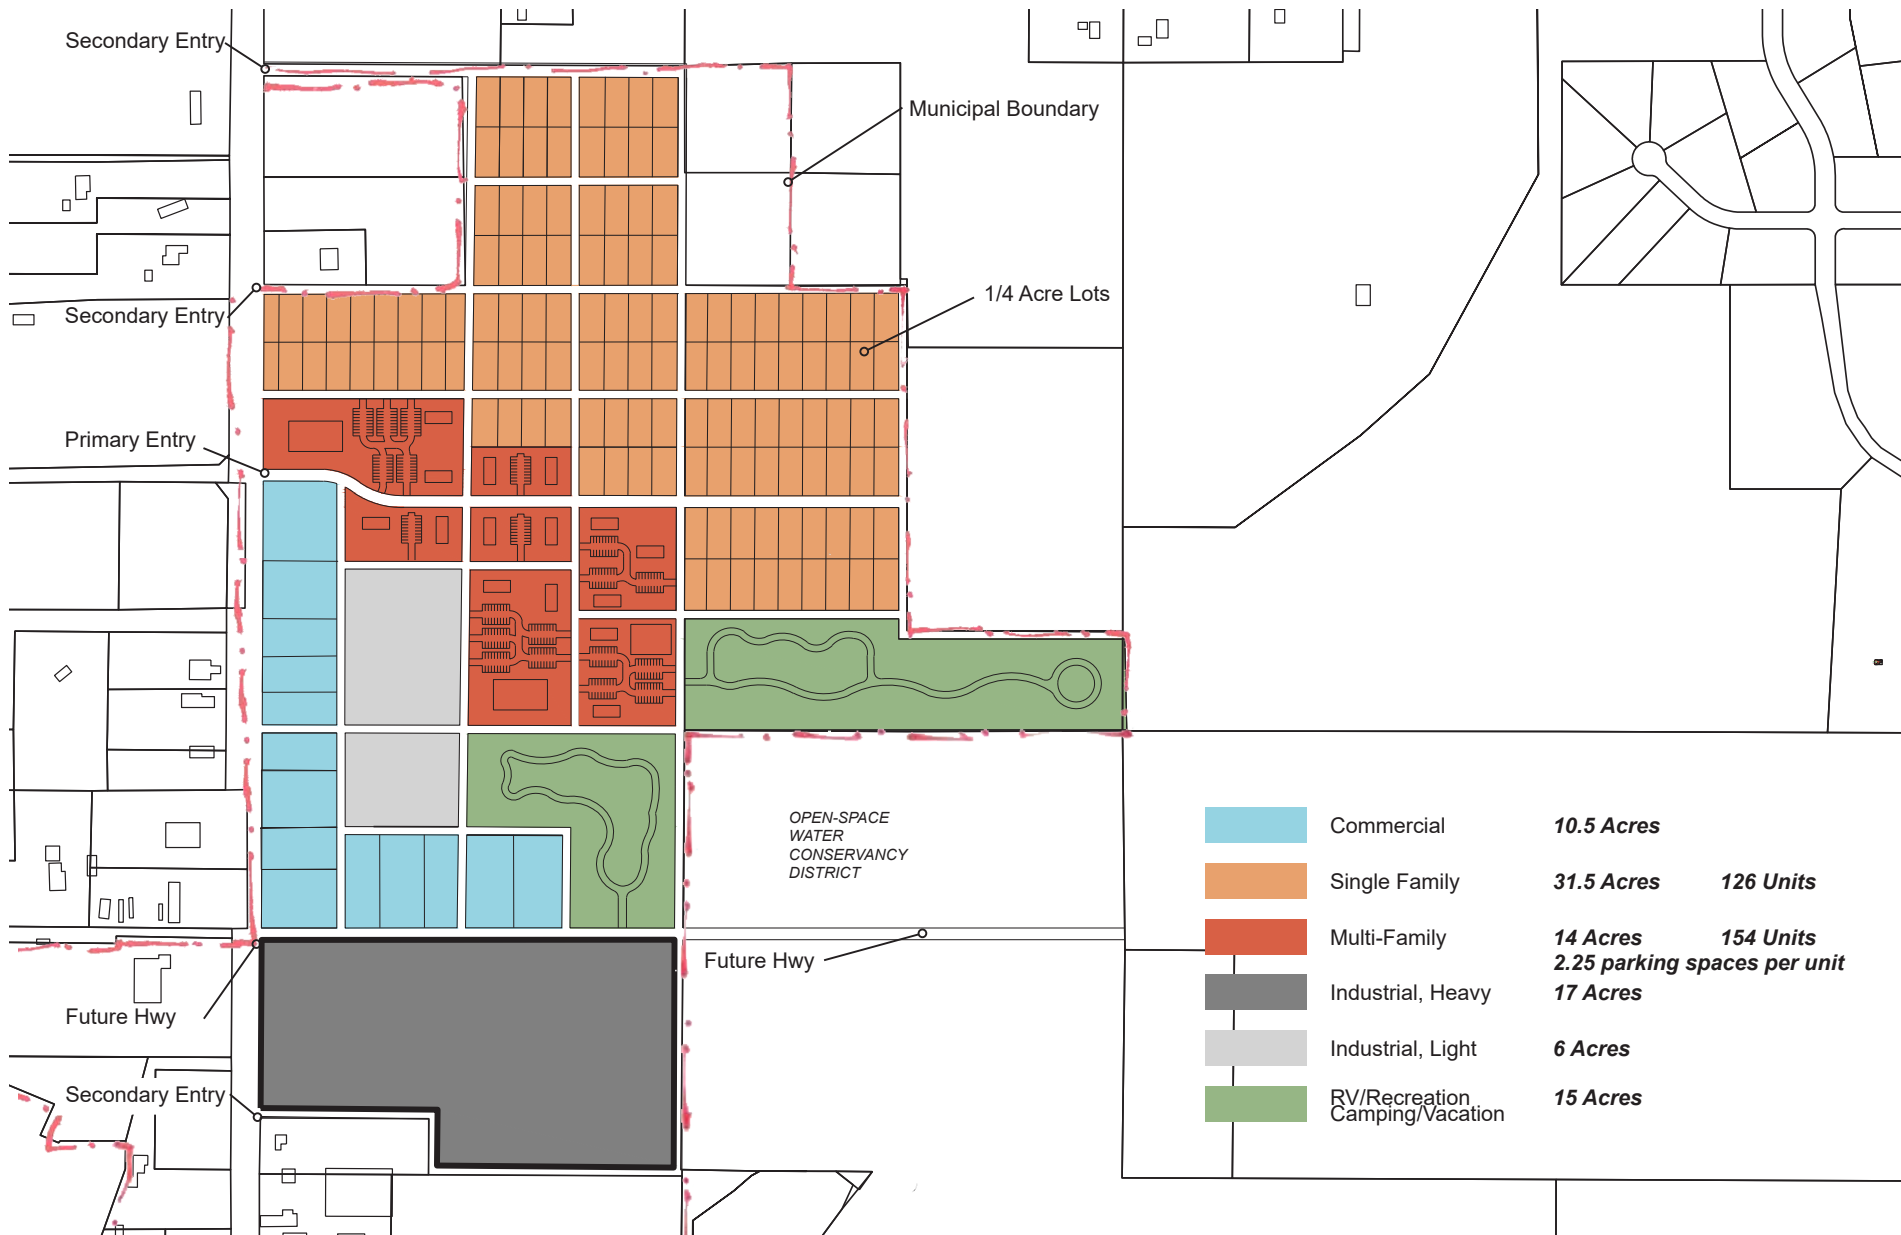 Secondary Entry
Municipal Boundary
1/4 Acre Lots
Secondary Entry
Primary Entry
OPEN-SPACE
WATER
CONSERVANCY
DISTRICT
Future Hwy
Future Hwy
Secondary Entry
Commercial 10.5 Acres
Single Family 31.5 Acres 126 Units
Multi-Family 14 Acres 154 Units
2.25 parking spaces per unit
Industrial, Heavy 17 Acres
Industrial, Light 6 Acres
RV/Recreation 15 Acres
Camping/Vacation